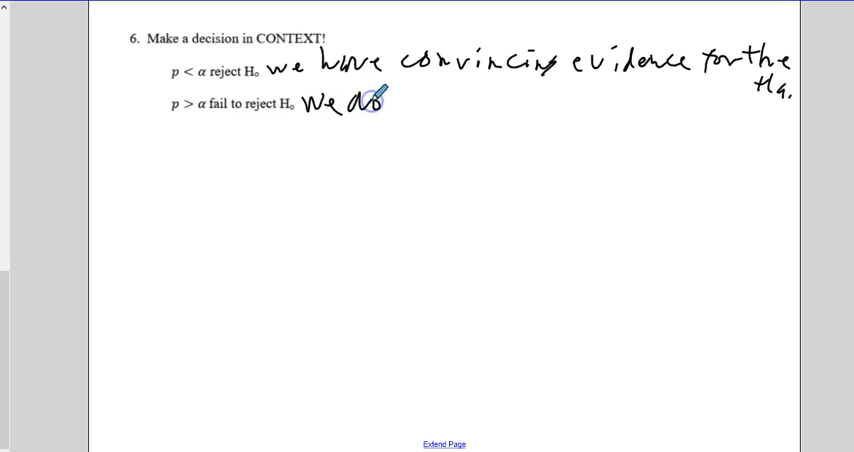 6. Make a decision in CONTEXT!
p < α reject H₀ we have convincing evidence for the
Ha.
p > α fail to reject H₀ We do
Extend Page